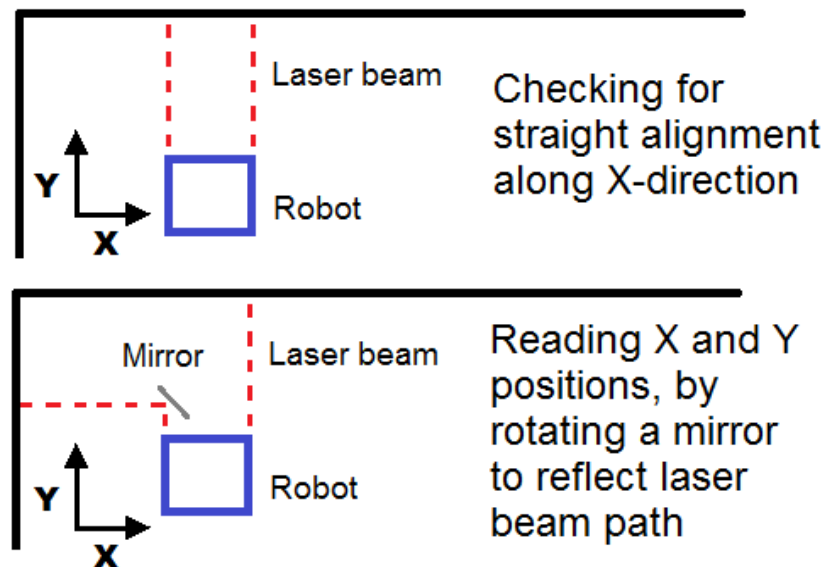 Laser beam
Checking for
straight alignment
along X-direction
Y
Robot
X
Mirror
Laser beam
Reading X and Y
positions, by
rotating a mirror
to reflect laser
beam path
Y
Robot
X